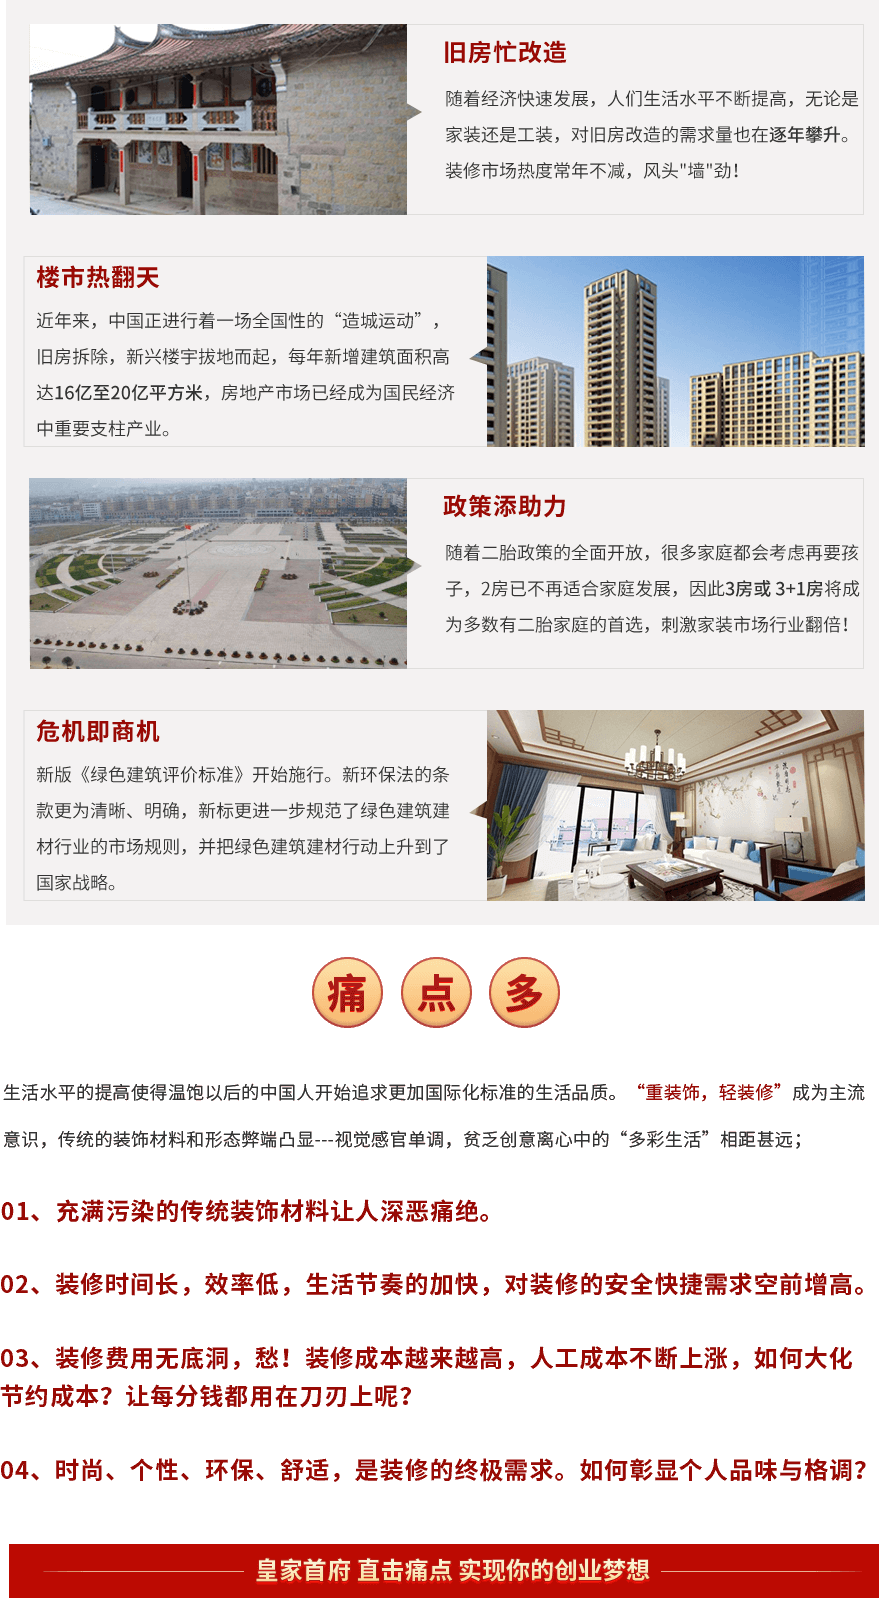 旧房忙改造
随着经济快速发展，人们生活水平不断提高，无论是
家装还是工装，对旧房改造的需求量也在逐年攀升。
装修市场热度常年不减，风头"墙"劲！
楼市热翻天
近年来，中国正进行着一场全国性的“造城运动”，
旧房拆除，新兴楼宇拔地而起，每年新增建筑面积高
达16亿至20亿平方米，房地产市场已经成为国民经济
中重要支柱产业。
政策添助力
随着二胎政策的全面开放，很多家庭都会考虑再要孩
子，2房已不再适合家庭发展，因此3房或 3+1房将成
为多数有二胎家庭的首选，刺激家装市场行业翻倍！
危机即商机
新版《绿色建筑评价标准》开始施行。新环保法的条
款更为清晰、明确，新标更进一步规范了绿色建筑建
材行业的市场规则，并把绿色建筑建材行动上升到了
国家战略。
痛点多
生活水平的提高使得温饱以后的中国人开始追求更加国际化标准的生活品质。“重装饰，轻装修”成为主流
意识，传统的装饰材料和形态弊端凸显---视觉感官单调，贫乏创意离心中的“多彩生活”相距甚远；
01、充满污染的传统装饰材料让人深恶痛绝。
02、装修时间长，效率低，生活节奏的加快，对装修的安全快捷需求空前增高。
03、装修费用无底洞，愁！装修成本越来越高，人工成本不断上涨，如何大化
节约成本？让每分钱都用在刀刃上呢？
04、时尚、个性、环保、舒适，是装修的终极需求。如何彰显个人品味与格调？
皇家首府 直击痛点 实现你的创业梦想